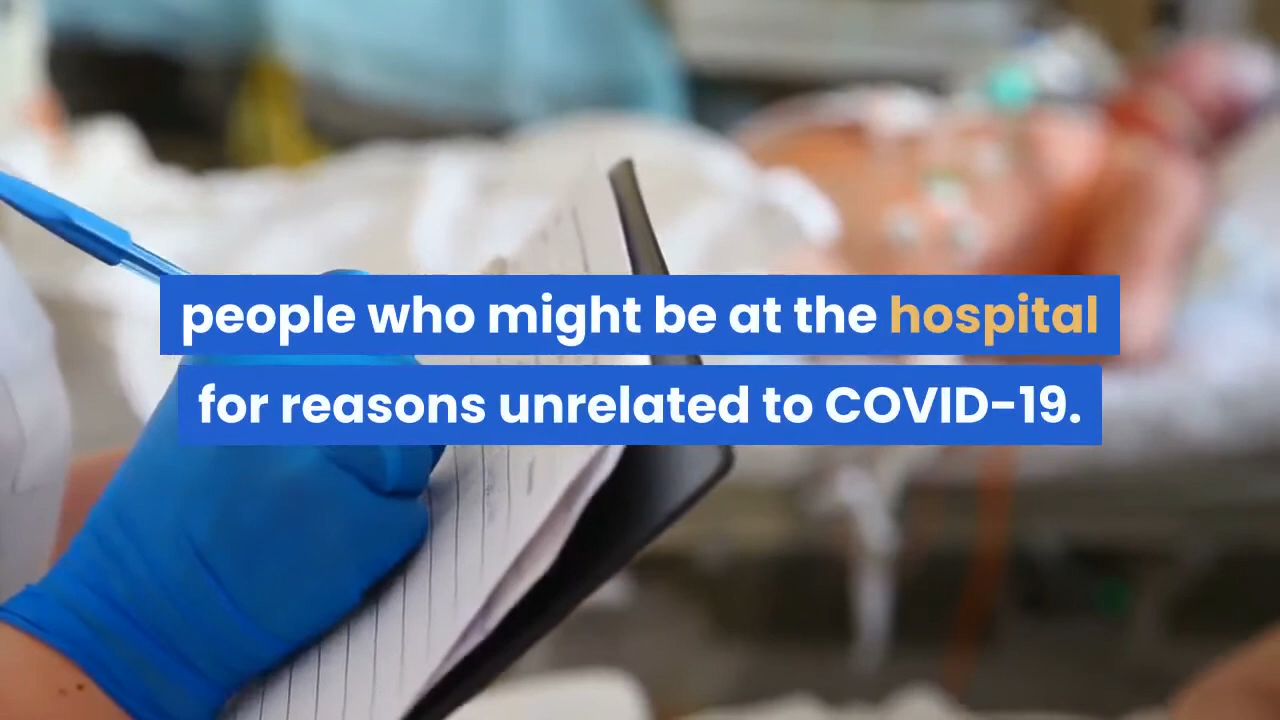 people who might be at the hospital
for reasons unrelated to COVID-19.